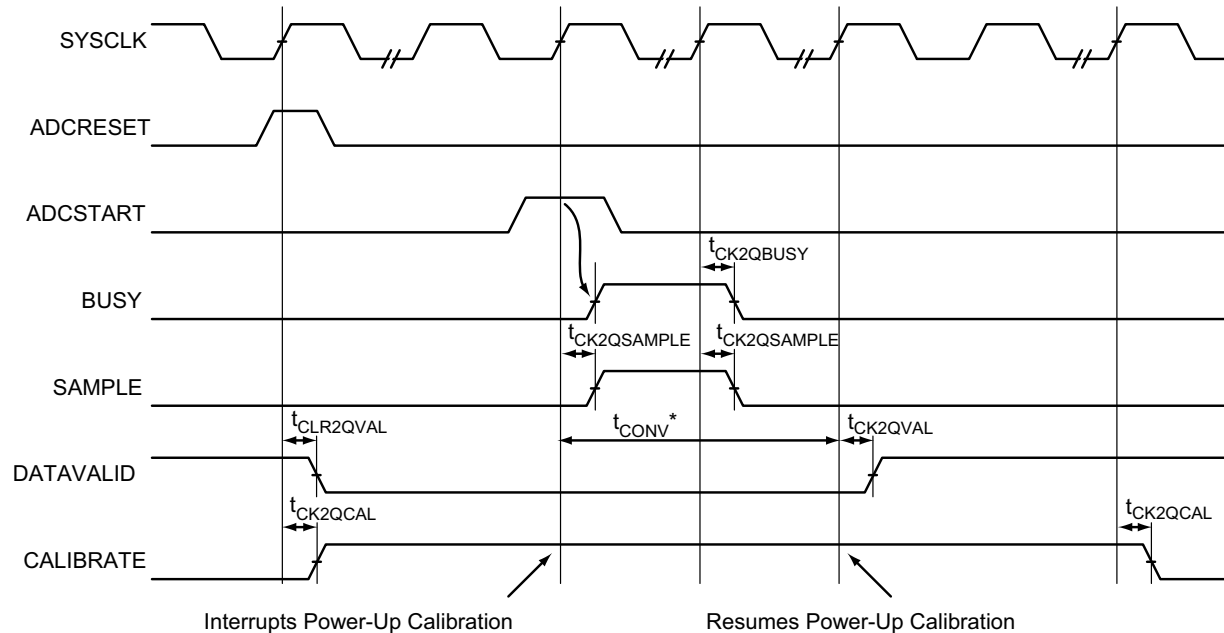 SYSCLK
ADCRESET
ADCSTART
tCK2QBUSY
BUSY
tCK2QSAMPLE tCK2QSAMPLE
SAMPLE
tCLR2QVAL tCONV* tCK2QVAL
DATAVALID
tCK2QCAL tCK2QCAL
CALIBRATE
Interrupts Power-Up Calibration Resumes Power-Up Calibration